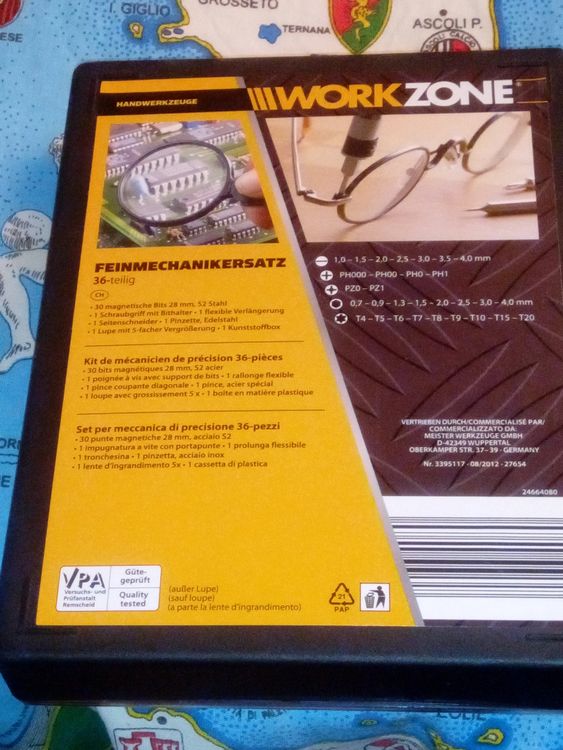 I. GIGLIO
GROSSETO
TERNANA
ASCOLI P.
ASCOLI CALCIO
HANDWERKZEUGE
WORKZONE®
FEINMECHANIKERSATZ
36-teilig
CH
• 30 magnetische Bits 28 mm, S2 Stahl
• 1 Schraubgriff mit Bithalter • 1 flexible Verlängerung
• 1 Seitenschneider • 1 Pinzette, Edelstahl
• 1 Lupe mit 5-facher Vergrößerung • 1 Kunststoffbox
Kit de mécanicien de précision 36-pièces
• 30 bits magnétiques 28 mm, S2 acier
• 1 poignée à vis avec support de bits • 1 rallonge flexible
• 1 pince coupante diagonale • 1 pince, acier spécial
• 1 loupe avec grossissement 5 x • 1 boîte en matière plastique
Set per meccanica di precisione 36-pezzi
• 30 punte magnetiche 28 mm, acciaio S2
• 1 impugnatura a vite con portapunte • 1 prolunga flessibile
• 1 tronchesina • 1 pinzetta, acciaio inox
• 1 lente d'ingrandimento 5x • 1 cassetta di plastica
1,0 – 1,5 – 2,0 – 2,5 – 3,0 – 3,5 – 4,0 mm
PH000 – PH00 – PH0 – PH1
PZ0 – PZ1
0,7 – 0,9 – 1,3 – 1,5 – 2,0 – 2,5 – 3,0 – 4,0 mm
T4 – T5 – T6 – T7 – T8 – T9 – T10 – T15 – T20
VERTRIEBEN DURCH/COMMERCIALISÉ PAR/
COMMERCIALIZZATO DA:
MEISTER WERKZEUGE GMBH
D-42349 WUPPERTAL
OBERKAMPER STR. 37– 39 · GERMANY
Nr. 3395117 · 08/2012 · 27654
24664080
VPA
Versuchs- und
Prüfanstalt
Remscheid
Güte-
geprüft
Quality
tested
(außer Lupe)
(sauf loupe)
(a parte la lente d'ingrandimento)
21
PAP